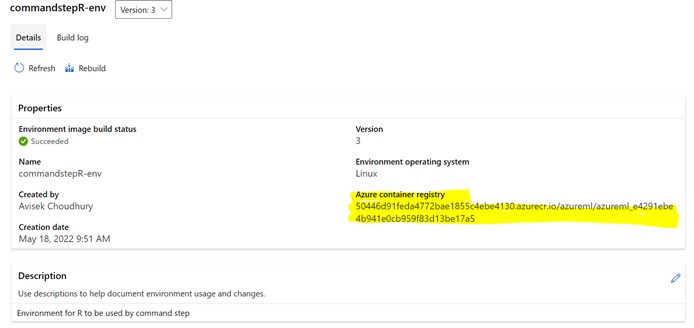 commandstepR-env
Version: 3
Details
Build log
Refresh
Rebuild
Properties
Environment image build status
Succeeded
Version
3
Name
commandstepR-env
Environment operating system
Linux
Created by
Avisek Choudhury
Azure container registry
50446d91feda4772bae1855c4ebe4130.azurecr.io/azureml/azureml_e4291ebe
4b941e0cb959f83d13be17a5
Creation date
May 18, 2022 9:51 AM
Description
Use descriptions to help document environment usage and changes.
Environment for R to be used by command step